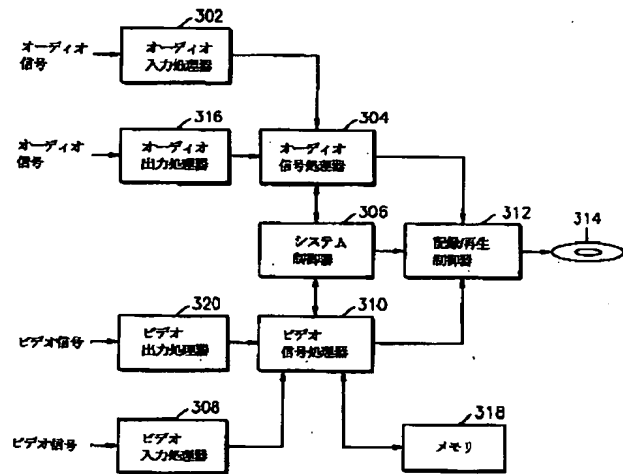 302
オーディオ
信号
オーディオ
入力処理器
316
304
オーディオ
信号
オーディオ
出力処理器
オーディオ
信号処理器
306
312
314
システム
制御器
記録/再生
制御器
320
310
ビデオ信号
ビデオ
出力処理器
ビデオ
信号処理器
308
318
ビデオ信号
ビデオ
入力処理器
メモリ